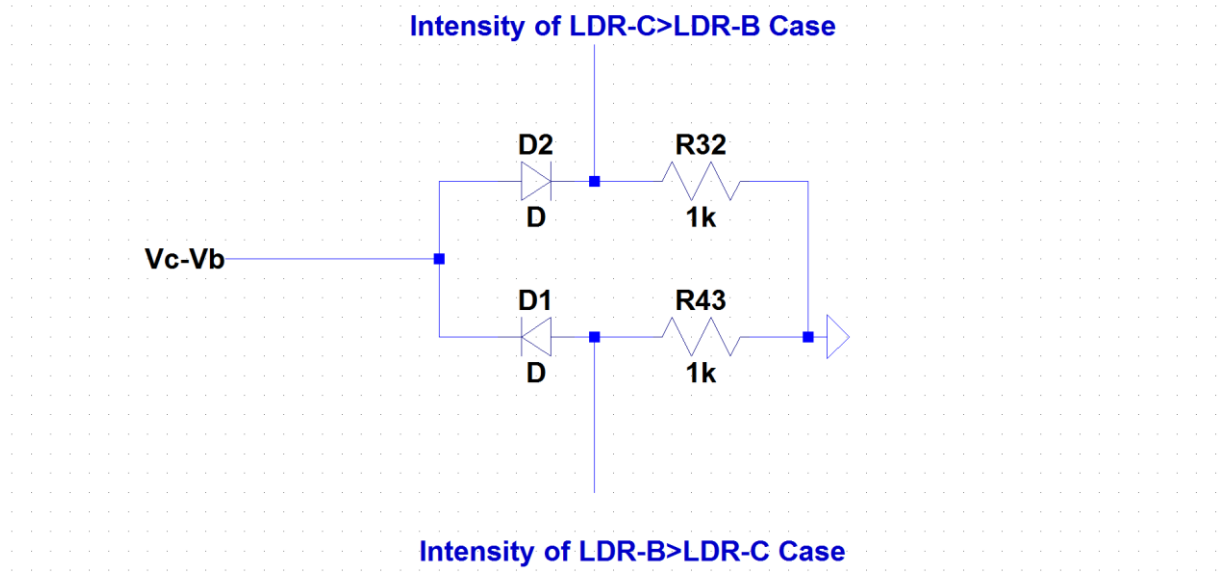 Intensity of LDR-C>LDR-B Case
D2
R32
D
1k
Vc-Vb
D1
R43
D
1k
Intensity of LDR-B>LDR-C Case